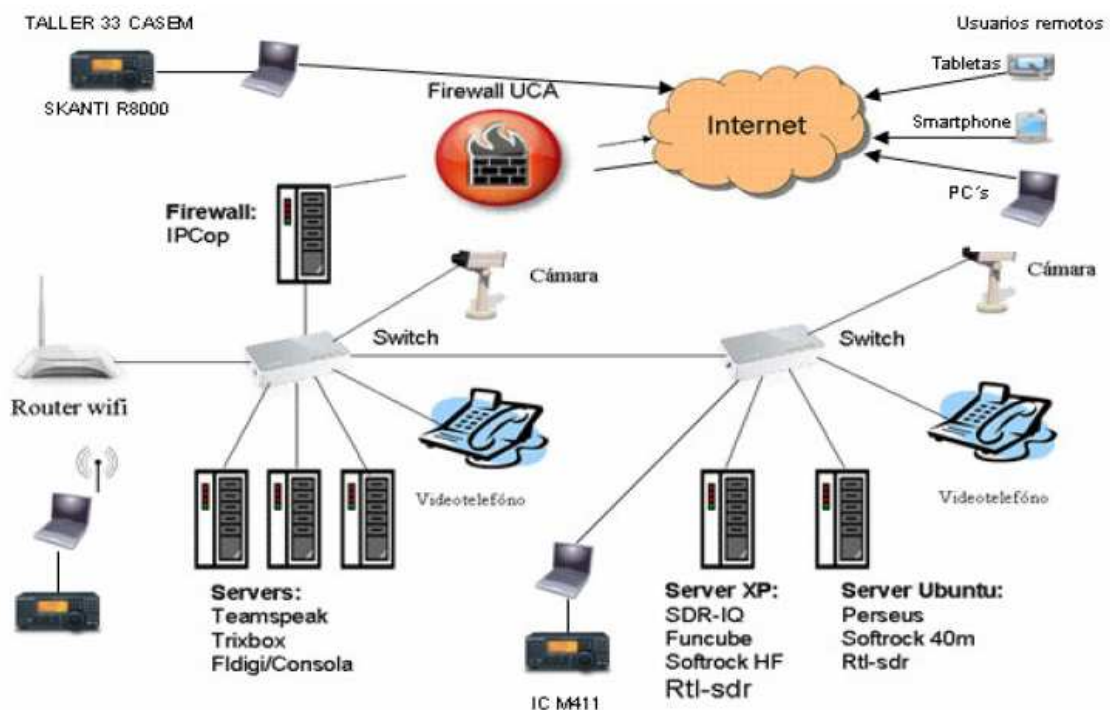 TALLER 33 CASEM
Usuarios remotos
Tabletas
Firewall UCA
SKANTI R8000
Internet
Smartphone
PC´s
Firewall:
IPCop
Cámara
Cámara
Switch
Switch
Router wifi
Videotelefóno
Videotelefóno
Servers:
Teamspeak
Trixbox
Fldigi/Consola
Server XP:
SDR-IQ
Funcube
Softrock HF
Rtl-sdr
Server Ubuntu:
Perseus
Softrock 40m
Rtl-sdr
IC M411